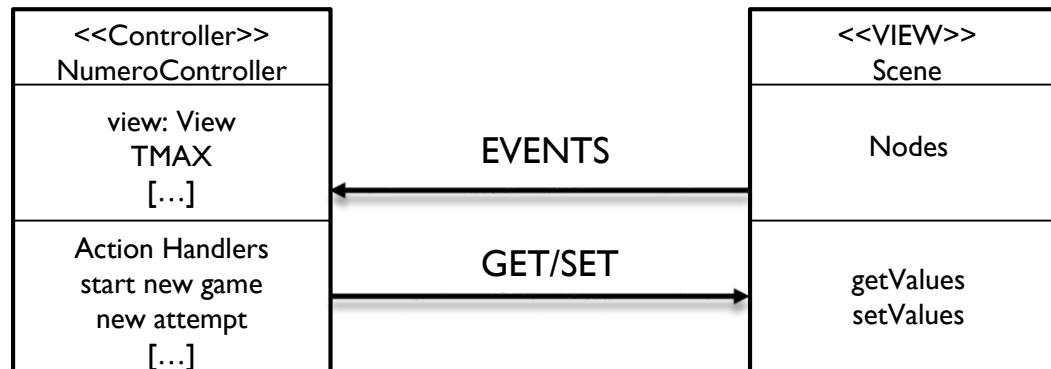 <<Controller>>
NumeroController
view: View
TMAX
[…]
Action Handlers
start new game
new attempt
[…]
EVENTS
GET/SET
<<VIEW>>
Scene
Nodes
getValues
setValues